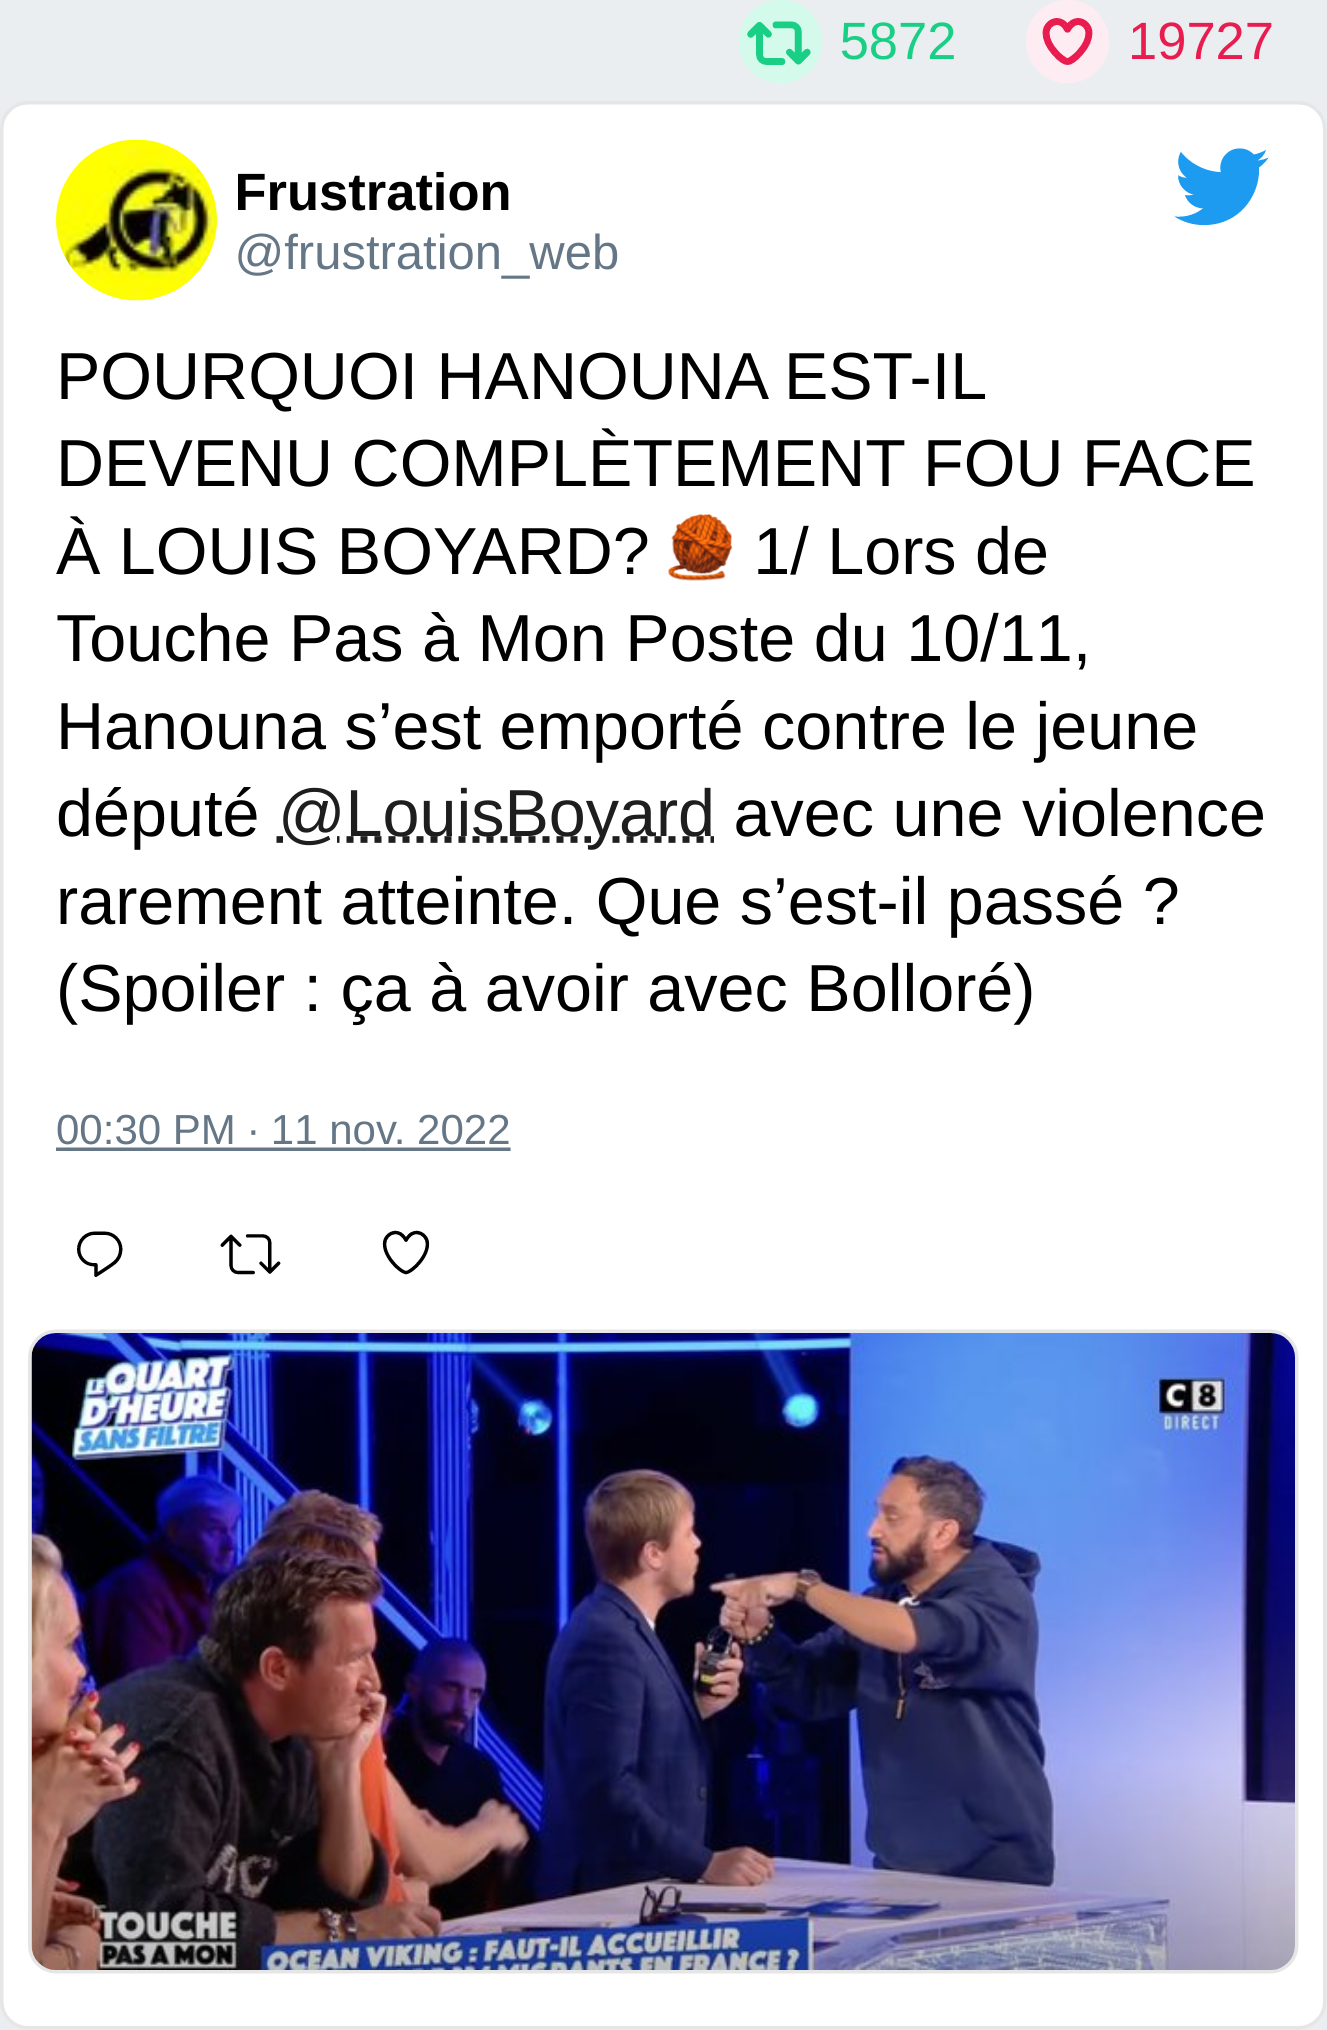 5872 19727
Frustration
@frustration_web
POURQUOI HANOUNA EST-IL
DEVENU COMPLÈTEMENT FOU FACE
À LOUIS BOYARD? 🧶 1/ Lors de
Touche Pas à Mon Poste du 10/11,
Hanouna s’est emporté contre le jeune
député @LouisBoyard avec une violence
rarement atteinte. Que s’est-il passé ?
(Spoiler : ça à avoir avec Bolloré)
00:30 PM · 11 nov. 2022
LE QUART
D'HEURE
SANS FILTRE
C8
DIRECT
TOUCHE
PAS A MON
OCEAN VIKING : FAUT-IL ACCUEILLIR
MIGRANTS EN FRANCE ?